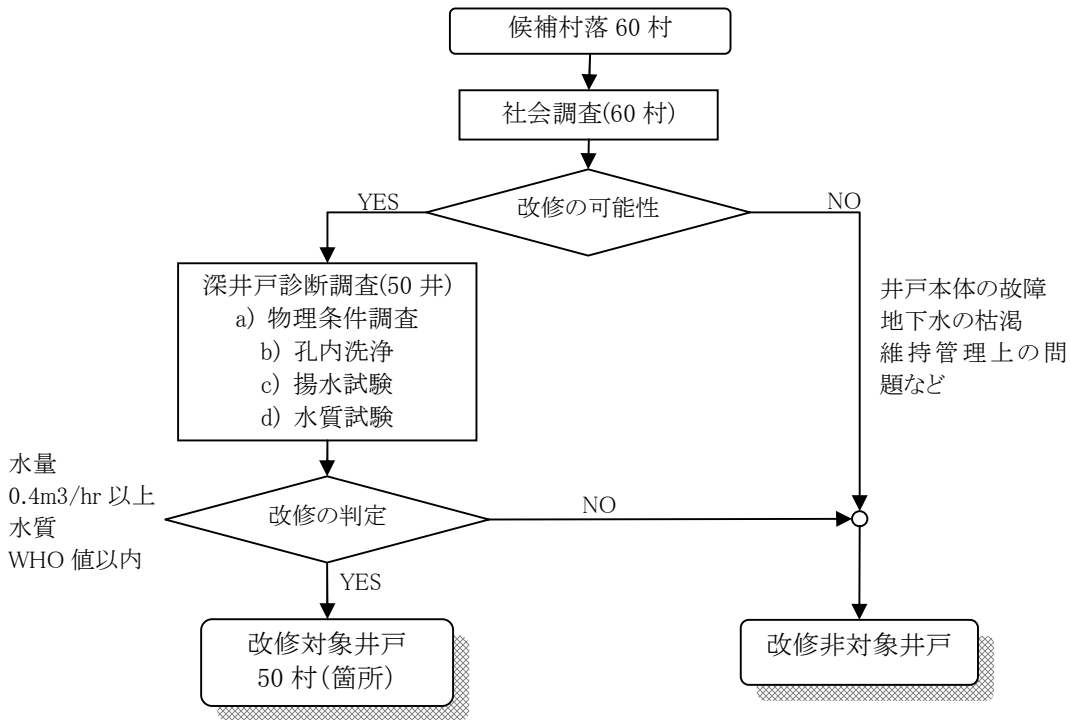 候補村落 60 村
社会調査(60 村)
改修の可能性
YES
NO
深井戸診断調査(50 井)
a) 物理条件調査
b) 孔内洗浄
c) 揚水試験
d) 水質試験
井戸本体の故障
地下水の枯渇
維持管理上の問
題など
水量
0.4m3/hr 以上
水質
WHO 値以内
改修の判定
NO
YES
改修対象井戸
50 村(箇所)
改修非対象井戸